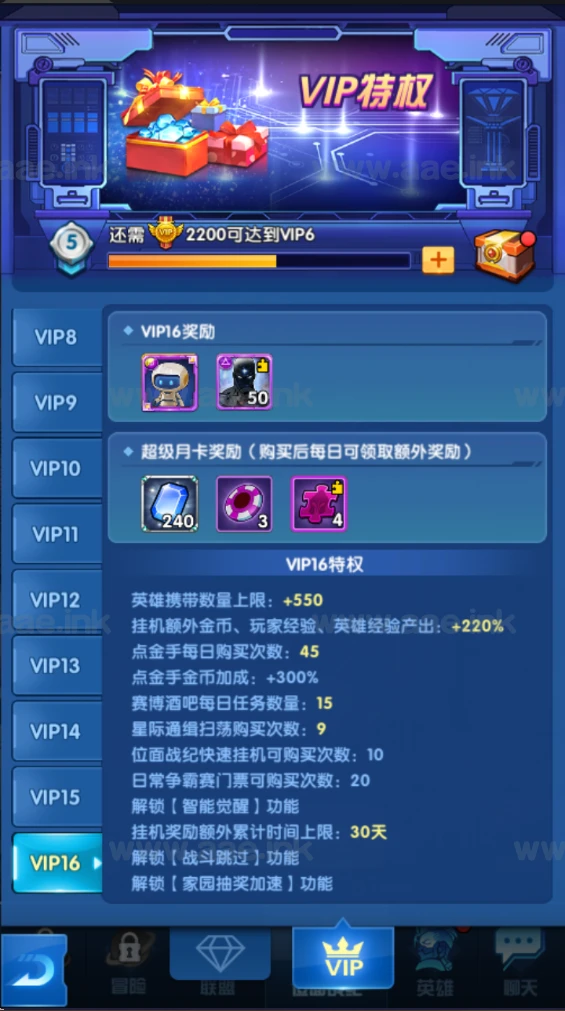 VIP特权
5
还需 VIP 2200可达到VIP6
VIP8
VIP9
VIP10
VIP11
VIP12
VIP13
VIP14
VIP15
VIP16
VIP16奖励
50
超级月卡奖励（购买后每日可领取额外奖励）
240
3
4
VIP16特权
英雄携带数量上限：+550
挂机额外金币、玩家经验、英雄经验产出：+220%
点金手每日购买次数：45
点金手金币加成：+300%
赛博酒吧每日任务数量：15
星际通缉扫荡购买次数：9
位面战纪快速挂机可购买次数：10
日常争霸赛门票可购买次数：20
解锁【智能觉醒】功能
挂机奖励额外累计时间上限：30天
解锁【战斗跳过】功能
解锁【家园抽奖加速】功能
冒险
联盟
VIP
英雄
聊天
www.aae.ink